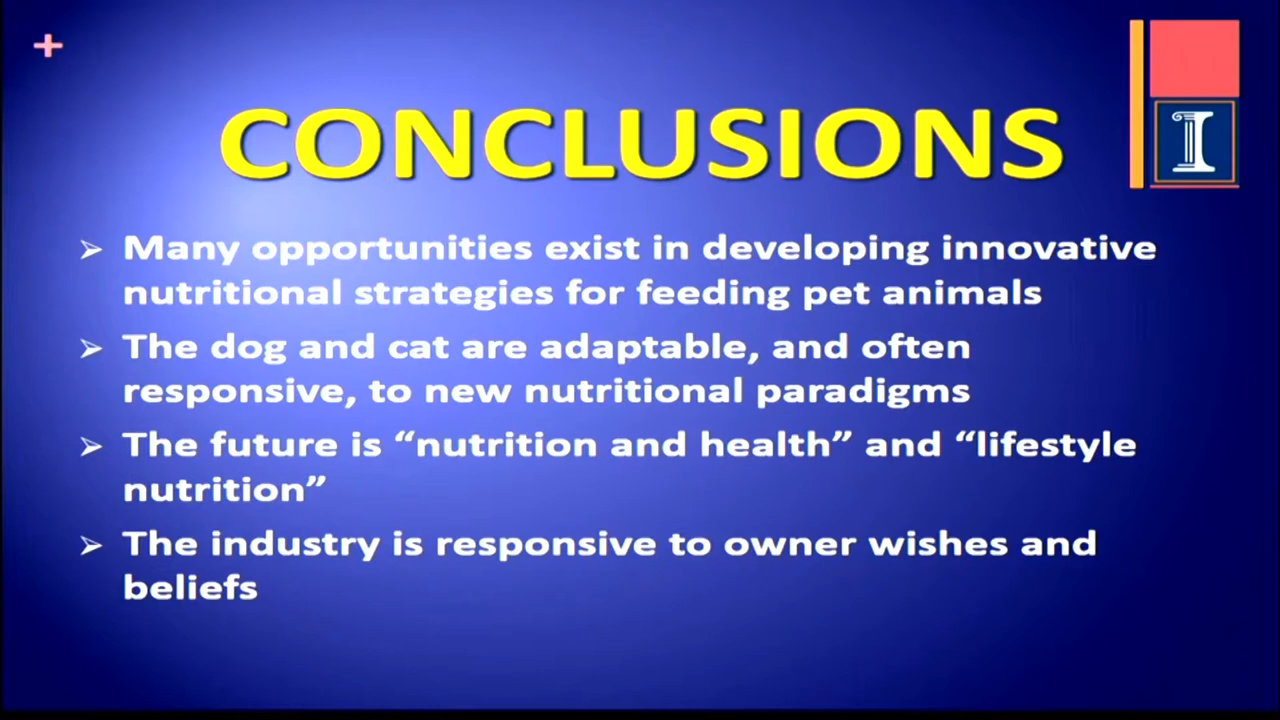 +
CONCLUSIONS
I
➢ Many opportunities exist in developing innovative
nutritional strategies for feeding pet animals
➢ The dog and cat are adaptable, and often
responsive, to new nutritional paradigms
➢ The future is “nutrition and health” and “lifestyle
nutrition”
➢ The industry is responsive to owner wishes and
beliefs